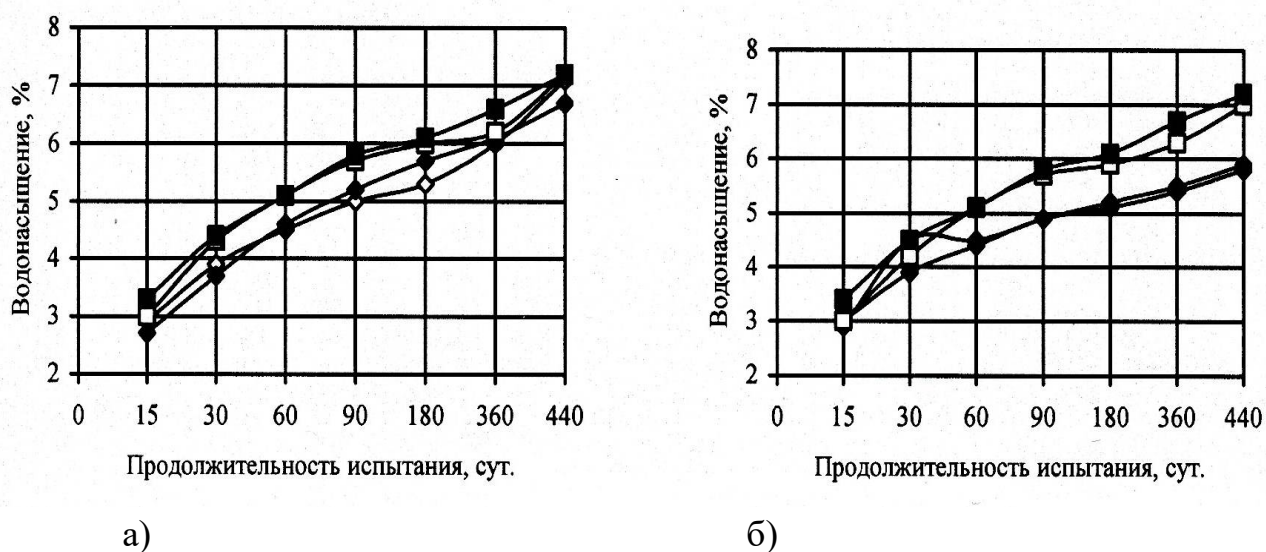 8
7
6
5
4
3
2
Водонасыщение, %
0 15 30 60 90 180 360 440
Продолжительность испытания, сут.
а)
8
7
6
5
4
3
2
Водонасыщение, %
0 15 30 60 90 180 360 440
Продолжительность испытания, сут.
б)